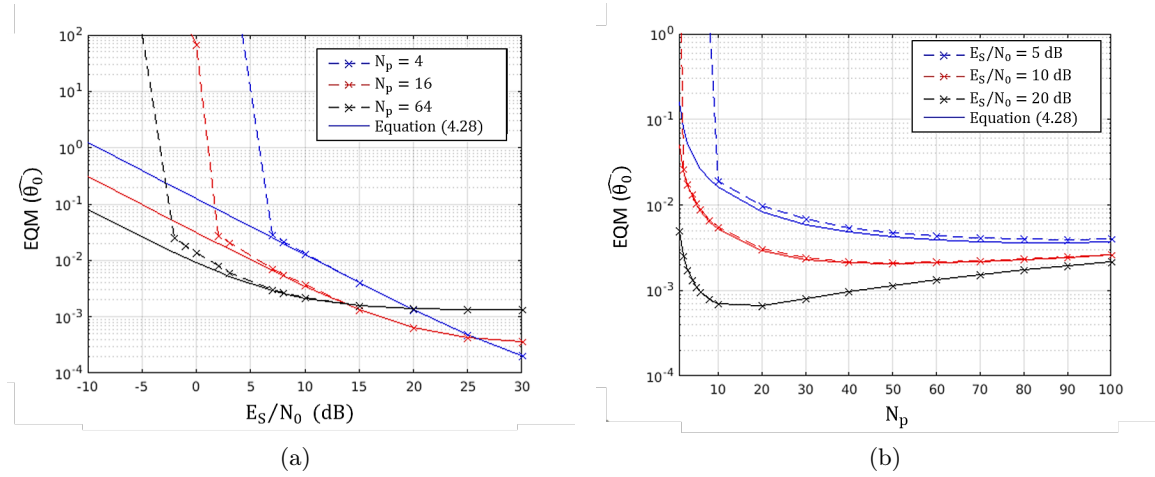 10^2
10^1
10^0
10^-1
10^-2
10^-3
10^-4
EQM (θ̂_0)
N_p = 4
N_p = 16
N_p = 64
Equation (4.28)
-10 -5 0 5 10 15 20 25 30
E_S/N_0 (dB)
(a)
10^0
10^-1
10^-2
10^-3
10^-4
EQM (θ̂_0)
E_S/N_0 = 5 dB
E_S/N_0 = 10 dB
E_S/N_0 = 20 dB
Equation (4.28)
10 20 30 40 50 60 70 80 90 100
N_p
(b)